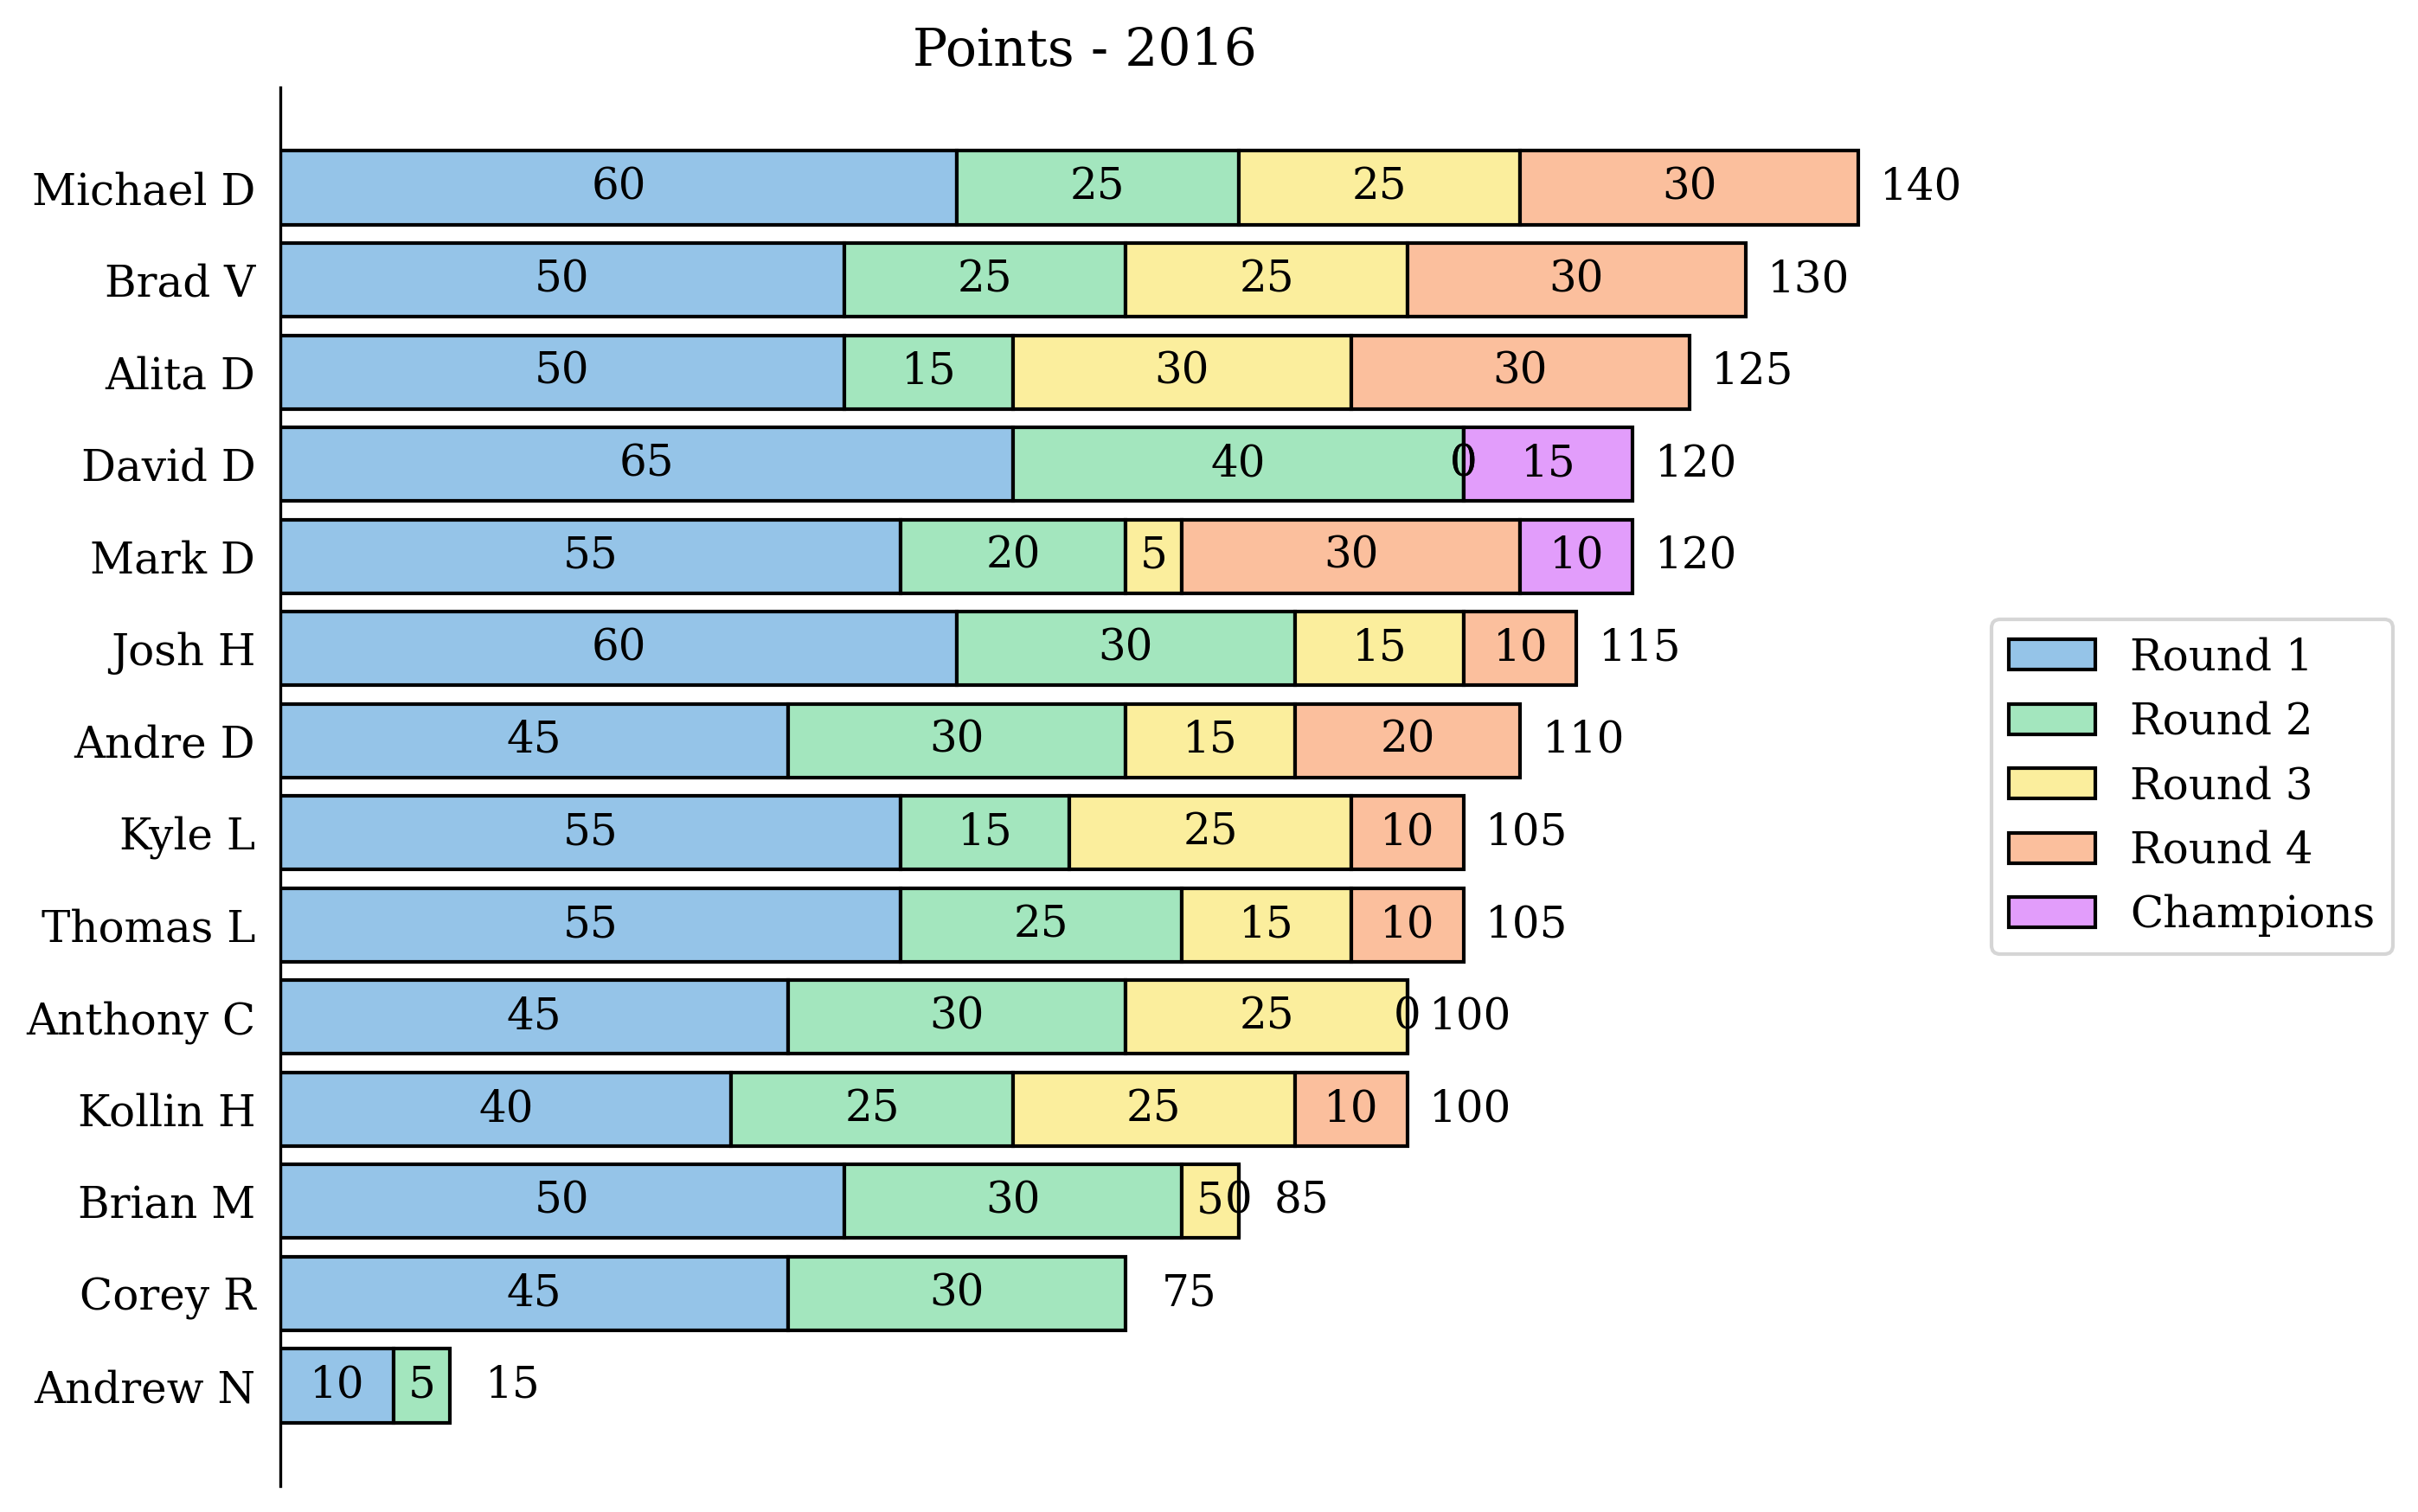 Points - 2016
Michael D 60 25 25 30 140
Brad V 50 25 25 30 130
Alita D 50 15 30 30 125
David D 65 40 0 15 120
Mark D 55 20 5 30 10 120
Josh H 60 30 15 10 115
Andre D 45 30 15 20 110
Kyle L 55 15 25 10 105
Thomas L 55 25 15 10 105
Anthony C 45 30 25 0 100
Kollin H 40 25 25 10 100
Brian M 50 30 5 0 85
Corey R 45 30 75
Andrew N 10 5 15
Round 1
Round 2
Round 3
Round 4
Champions